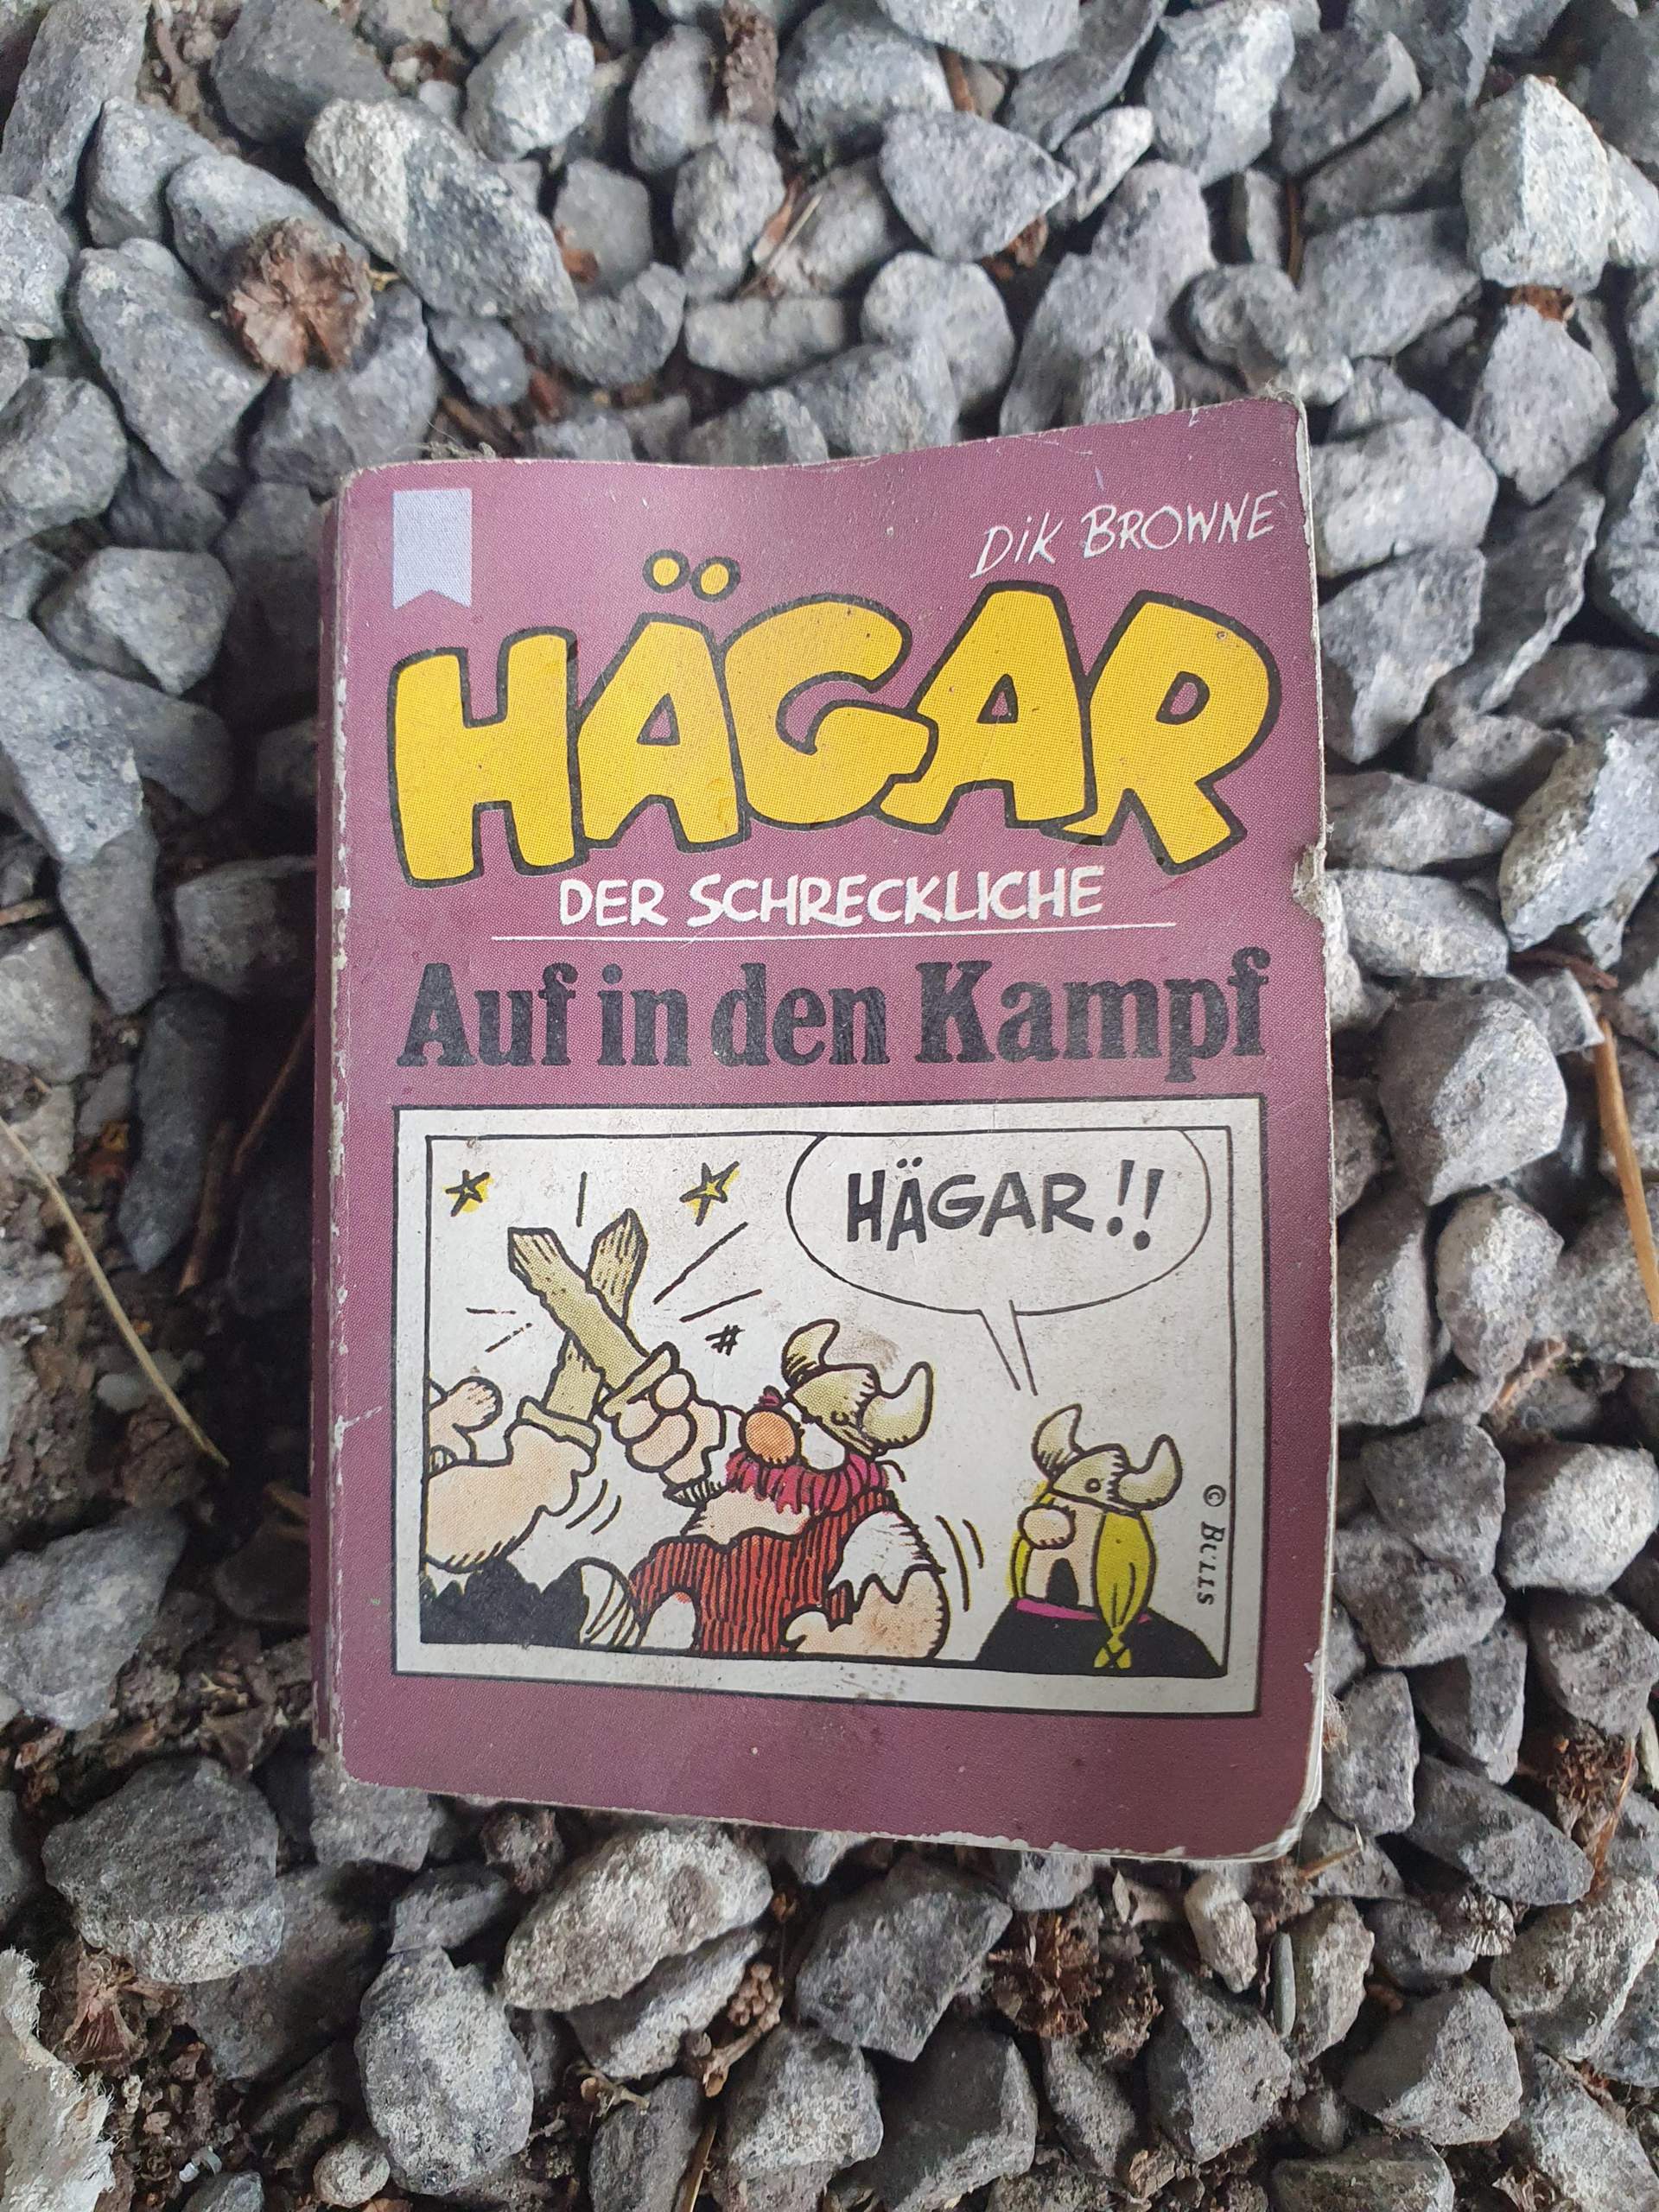 DiK BROWNE
HÄGAR
DER SCHRECKLICHE
Auf in den Kampf
HÄGAR!!
© BULLS